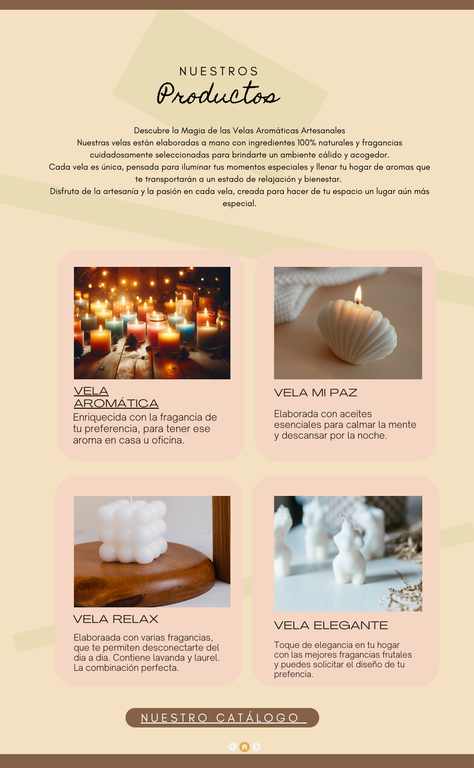 NUESTROS
Productos
Descubre la Magia de las Velas Aromáticas Artesanales
Nuestras velas están elaboradas a mano con ingredientes 100% naturales y fragancias
cuidadosamente seleccionadas para brindarte un ambiente cálido y acogedor.
Cada vela es única, pensada para iluminar tus momentos especiales y llenar tu hogar de aromas que
te transportarán a un estado de relajación y bienestar.
Disfruta de la artesanía y la pasión en cada vela, creada para hacer de tu espacio un lugar aún más
especial.
VELA
AROMÁTICA
Enriquecida con la fragancia de
tu preferencia, para tener ese
aroma en casa u oficina.
VELA MI PAZ
Elaborada con aceites
esenciales para calmar la mente
y descansar por la noche.
VELA RELAX
Elaboraada con varias fragancias,
que te permiten desconectarte del
dia a dia. Contiene lavanda y laurel.
La combinación perfecta.
VELA ELEGANTE
Toque de elegancia en tu hogar
con las mejores fragancias frutales
y puedes solicitar el diseño de tu
prefencia.
NUESTRO CATÁLOGO